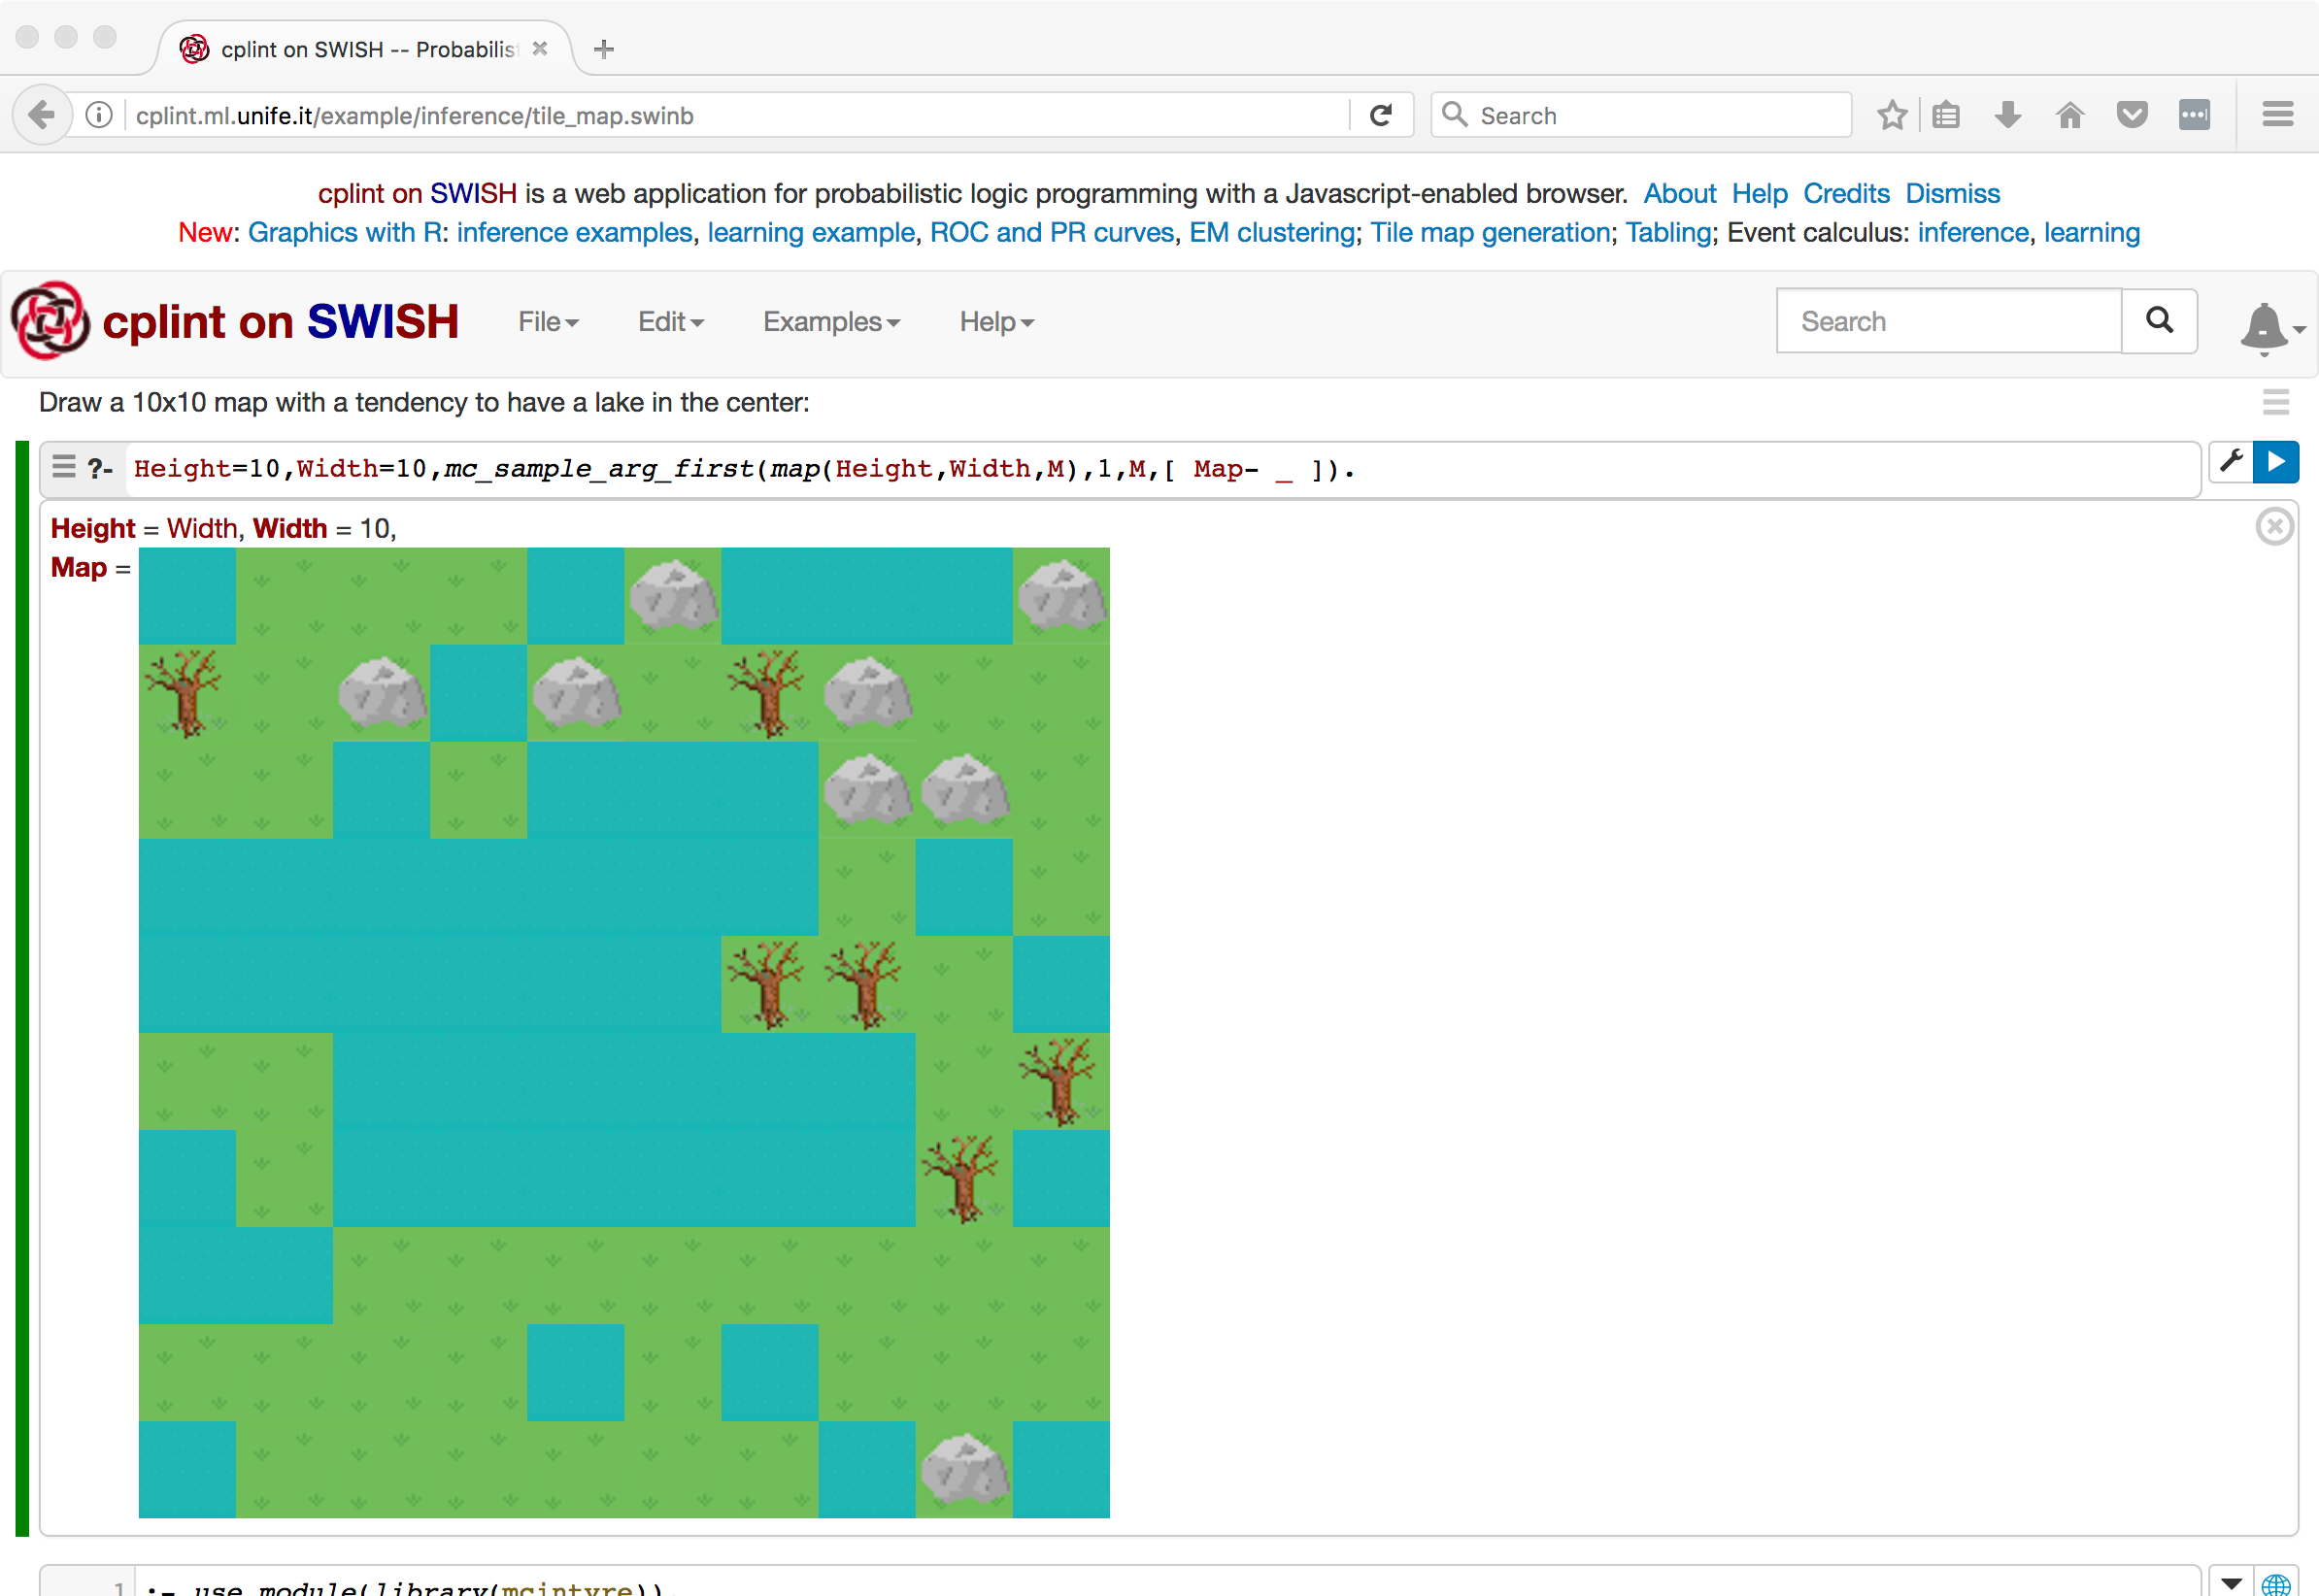 cplint on SWISH -- Probabilis
cplint.ml.unife.it/example/inference/tile_map.swinb
Search
cplint on SWISH is a web application for probabilistic logic programming with a Javascript-enabled browser. About Help Credits Dismiss
New: Graphics with R: inference examples, learning example, ROC and PR curves, EM clustering; Tile map generation; Tabling; Event calculus: inference, learning
cplint on SWISH File Edit Examples Help Search
Draw a 10x10 map with a tendency to have a lake in the center:
?- Height=10,Width=10,mc_sample_arg_first(map(Height,Width,M),1,M,[ Map- _ ]).
Height = Width, Width = 10,
Map =
1 :- use_module(library(mcintyre)).